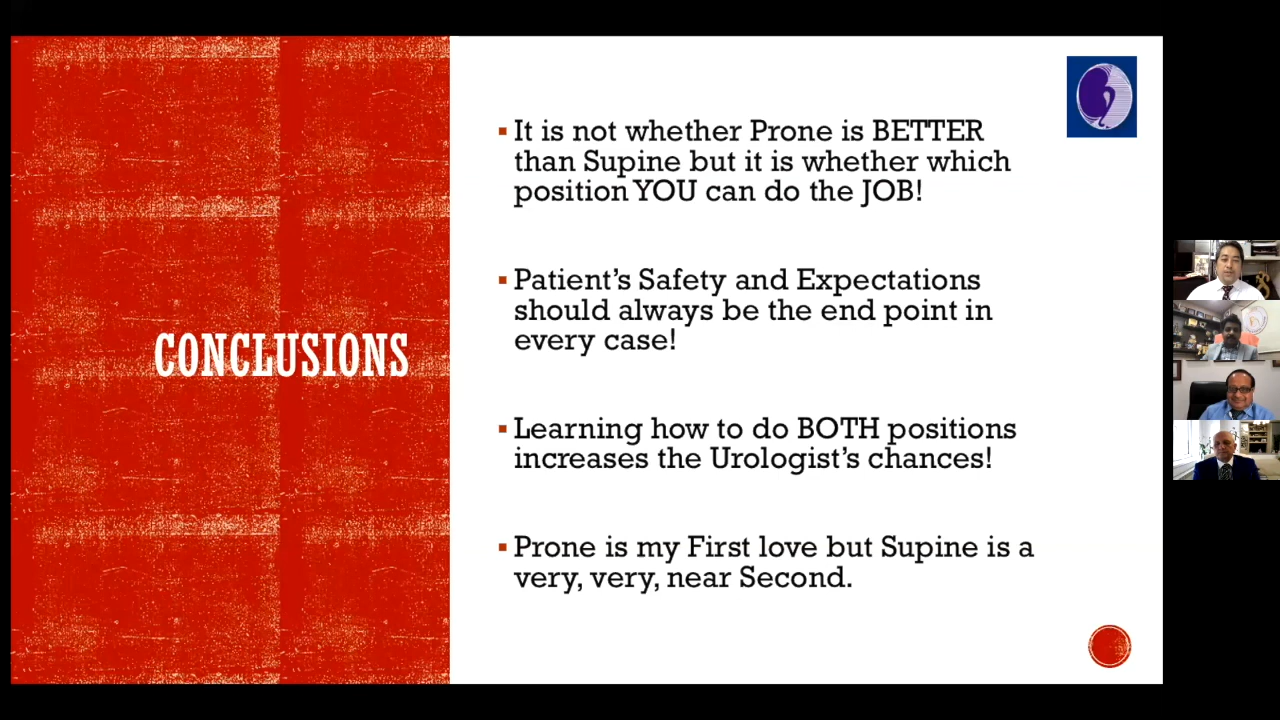 CONCLUSIONS
▪ It is not whether Prone is BETTER
than Supine but it is whether which
position YOU can do the JOB!
▪ Patient’s Safety and Expectations
should always be the end point in
every case!
▪ Learning how to do BOTH positions
increases the Urologist’s chances!
▪ Prone is my First love but Supine is a
very, very, near Second.